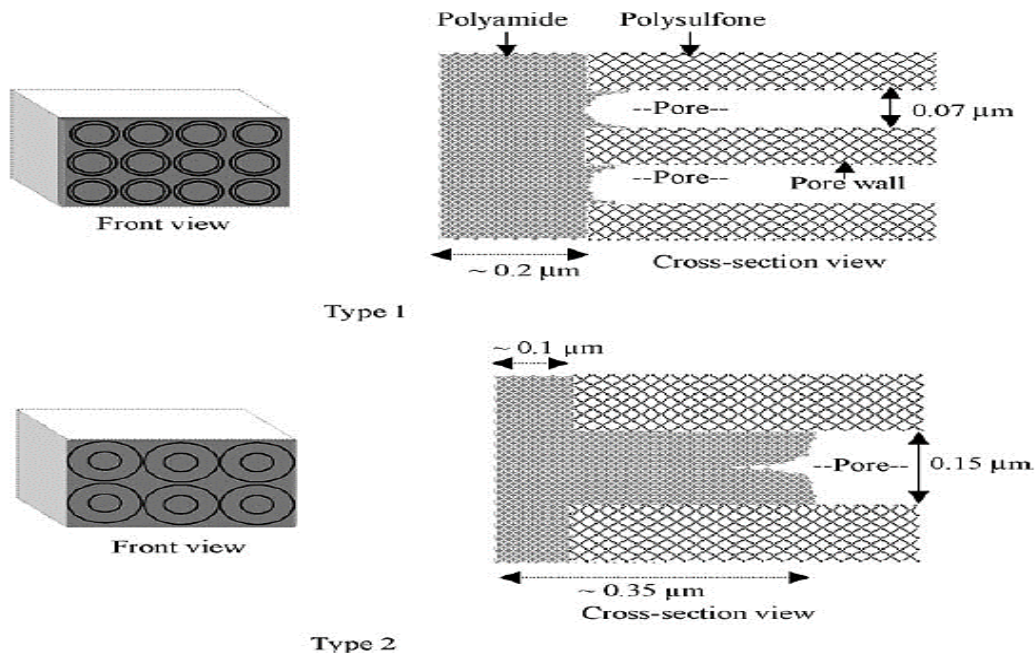 Polyamide Polysulfone
--Pore--
0.07 μm
--Pore--
Pore wall
Front view
~ 0.2 μm
Cross-section view
Type 1
~ 0.1 μm
--Pore--
0.15 μm
Front view
~ 0.35 μm
Cross-section view
Type 2